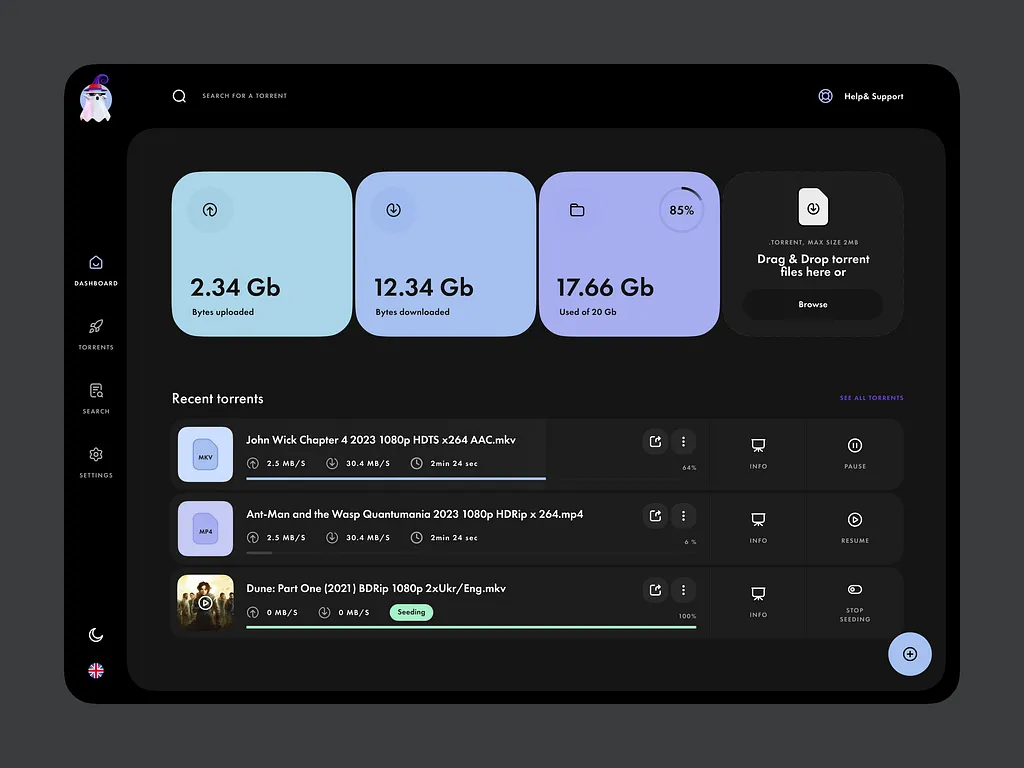 SEARCH FOR A TORRENT
Help& Support
DASHBOARD
TORRENTS
SEARCH
SETTINGS
2.34 Gb
Bytes uploaded
12.34 Gb
Bytes downloaded
85%
17.66 Gb
Used of 20 Gb
.TORRENT, MAX SIZE 2MB
Drag & Drop torrent
files here or
Browse
Recent torrents
SEE ALL TORRENTS
MKV
John Wick Chapter 4 2023 1080p HDTS x264 AAC.mkv
2.5 MB/S 30.4 MB/S 2min 24 sec
64%
INFO
PAUSE
MP4
Ant-Man and the Wasp Quantumania 2023 1080p HDRip x 264.mp4
2.5 MB/S 30.4 MB/S 2min 24 sec
6 %
INFO
RESUME
Dune: Part One (2021) BDRip 1080p 2xUkr/Eng.mkv
0 MB/S 0 MB/S Seeding
100%
INFO
STOP
SEEDING